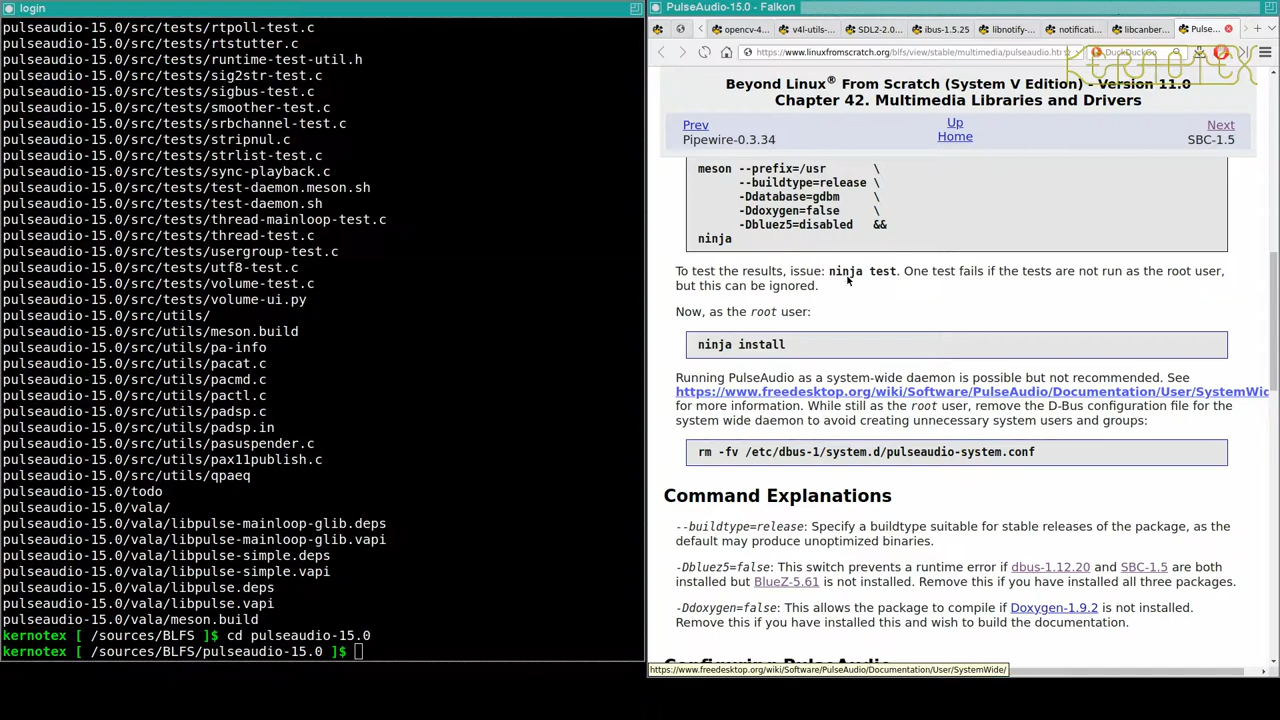 login
pulseaudio-15.0/src/tests/rtpoll-test.c
pulseaudio-15.0/src/tests/rtstutter.c
pulseaudio-15.0/src/tests/runtime-test-util.h
pulseaudio-15.0/src/tests/sig2str-test.c
pulseaudio-15.0/src/tests/sigbus-test.c
pulseaudio-15.0/src/tests/smoother-test.c
pulseaudio-15.0/src/tests/srbchannel-test.c
pulseaudio-15.0/src/tests/stripnul.c
pulseaudio-15.0/src/tests/strlist-test.c
pulseaudio-15.0/src/tests/sync-playback.c
pulseaudio-15.0/src/tests/test-daemon.meson.sh
pulseaudio-15.0/src/tests/test-daemon.sh
pulseaudio-15.0/src/tests/thread-mainloop-test.c
pulseaudio-15.0/src/tests/thread-test.c
pulseaudio-15.0/src/tests/usergroup-test.c
pulseaudio-15.0/src/tests/utf8-test.c
pulseaudio-15.0/src/tests/volume-test.c
pulseaudio-15.0/src/tests/volume-ui.py
pulseaudio-15.0/src/utils/
pulseaudio-15.0/src/utils/meson.build
pulseaudio-15.0/src/utils/pa-info
pulseaudio-15.0/src/utils/pacat.c
pulseaudio-15.0/src/utils/pacmd.c
pulseaudio-15.0/src/utils/pactl.c
pulseaudio-15.0/src/utils/padsp.c
pulseaudio-15.0/src/utils/padsp.in
pulseaudio-15.0/src/utils/pasuspender.c
pulseaudio-15.0/src/utils/pax11publish.c
pulseaudio-15.0/src/utils/qpaeq
pulseaudio-15.0/todo
pulseaudio-15.0/vala/
pulseaudio-15.0/vala/libpulse-mainloop-glib.deps
pulseaudio-15.0/vala/libpulse-mainloop-glib.vapi
pulseaudio-15.0/vala/libpulse-simple.deps
pulseaudio-15.0/vala/libpulse-simple.vapi
pulseaudio-15.0/vala/libpulse.deps
pulseaudio-15.0/vala/libpulse.vapi
pulseaudio-15.0/vala/meson.build
kernotex [ /sources/BLFS ]$ cd pulseaudio-15.0
kernotex [ /sources/BLFS/pulseaudio-15.0 ]$
PulseAudio-15.0 - Falkon
opencv-4... v4l-utils-... SDL2-2.0... ibus-1.5.25 libnotify-... notificati... libcanber... Pulse...
https://www.linuxfromscratch.org/blfs/view/stable/multimedia/pulseaudio.ht DuckDuckGo
KERNOTEX
Beyond Linux® From Scratch (System V Edition) - Version 11.0
Chapter 42. Multimedia Libraries and Drivers
Prev Up Next
Pipewire-0.3.34 Home SBC-1.5
meson --prefix=/usr \
--buildtype=release \
-Ddatabase=gdbm \
-Ddoxygen=false \
-Dbluez5=disabled &&
ninja
To test the results, issue: ninja test. One test fails if the tests are not run as the root user,
but this can be ignored.
Now, as the root user:
ninja install
Running PulseAudio as a system-wide daemon is possible but not recommended. See
https://www.freedesktop.org/wiki/Software/PulseAudio/Documentation/User/SystemWid
for more information. While still as the root user, remove the D-Bus configuration file for the
system wide daemon to avoid creating unnecessary system users and groups:
rm -fv /etc/dbus-1/system.d/pulseaudio-system.conf
Command Explanations
--buildtype=release: Specify a buildtype suitable for stable releases of the package, as the
default may produce unoptimized binaries.
-Dbluez5=false: This switch prevents a runtime error if dbus-1.12.20 and SBC-1.5 are both
installed but BlueZ-5.61 is not installed. Remove this if you have installed all three packages.
-Ddoxygen=false: This allows the package to compile if Doxygen-1.9.2 is not installed.
Remove this if you have installed this and wish to build the documentation.
Configuring PulseAudio
https://www.freedesktop.org/wiki/Software/PulseAudio/Documentation/User/SystemWide/